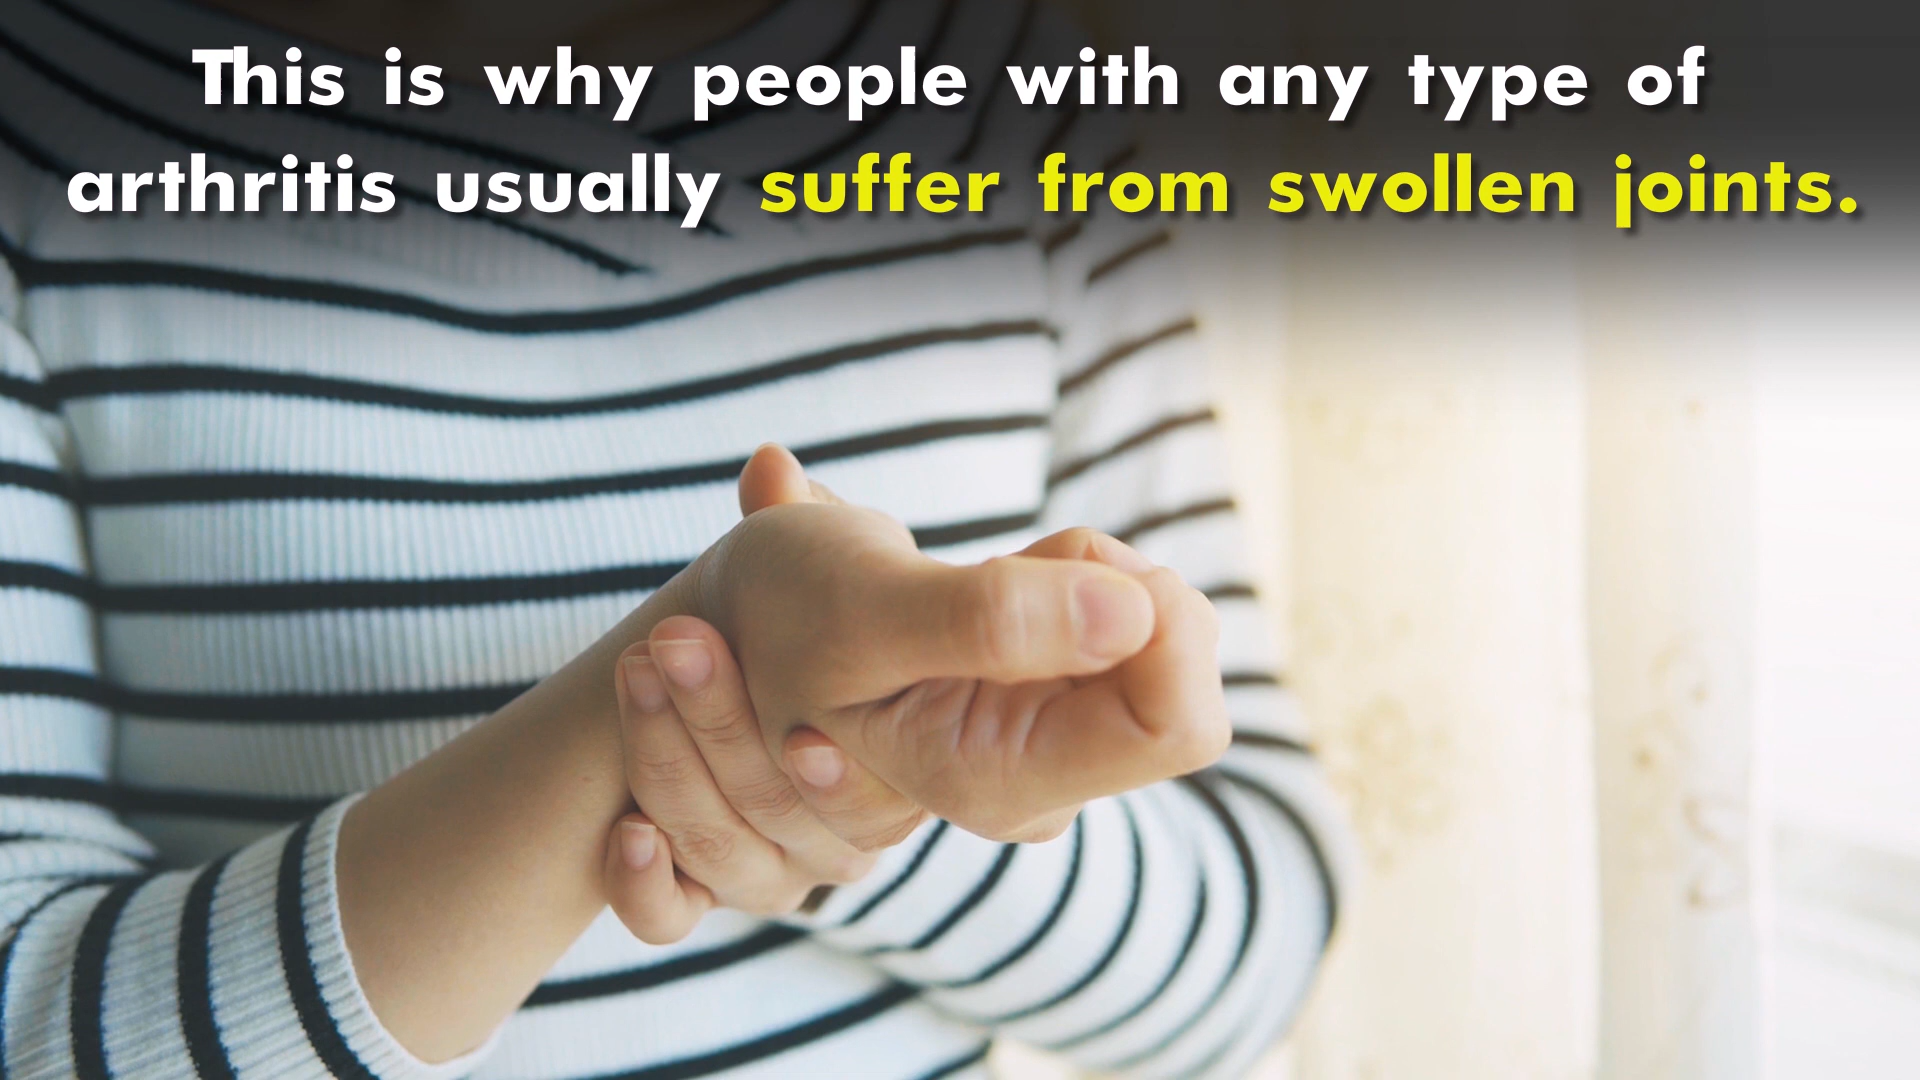 This is why people with any type of
arthritis usually suffer from swollen joints.